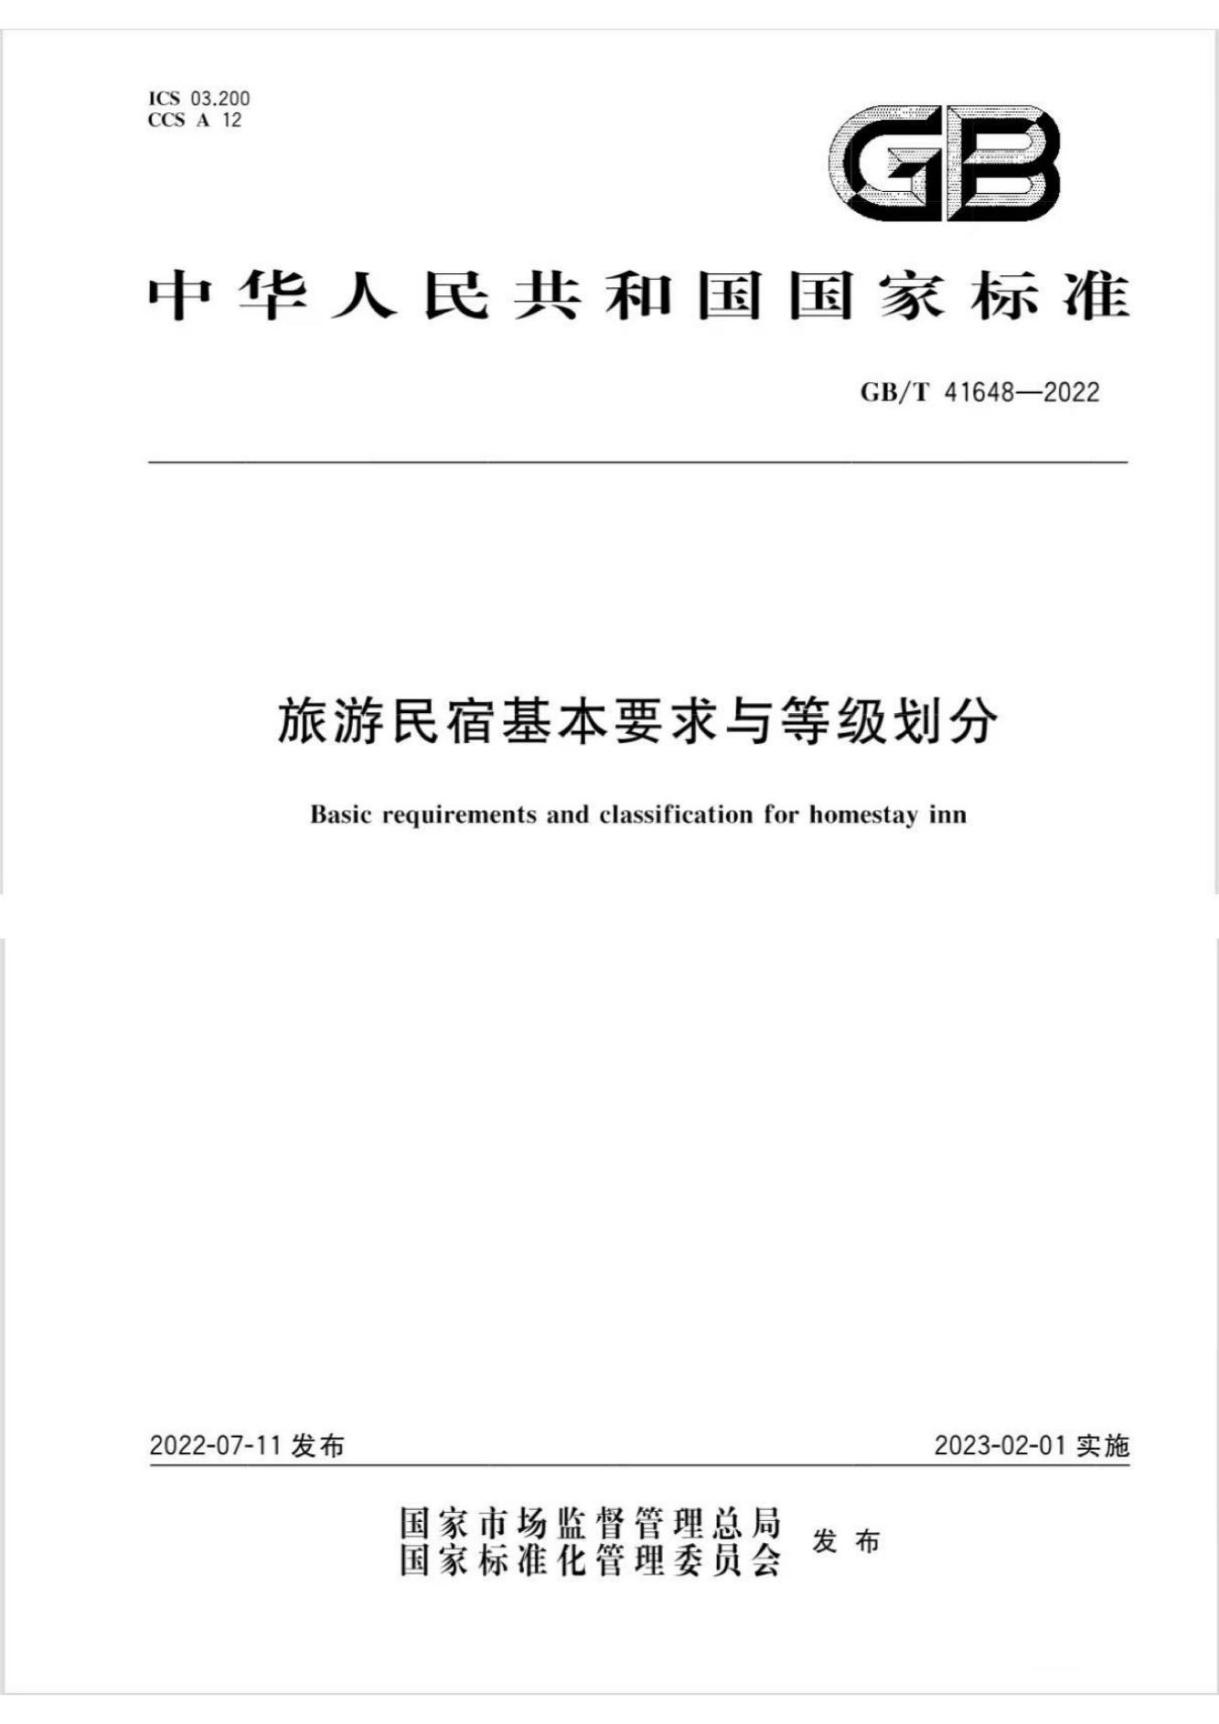 ICS 03.200
CCS A 12
GB
中华人民共和国国家标准
GB/T 41648—2022
旅游民宿基本要求与等级划分
Basic requirements and classification for homestay inn
2022-07-11 发布
2023-02-01 实施
国家市场监督管理总局
国家标准化管理委员会
发布